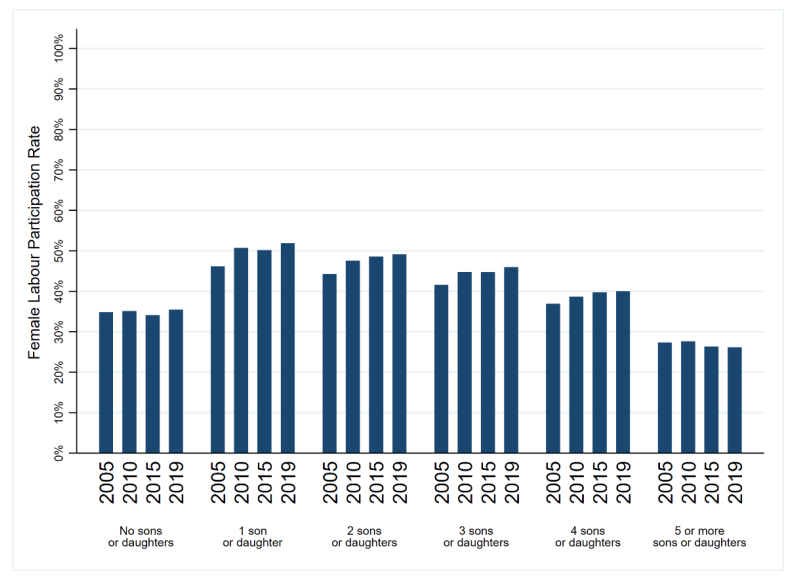 Female Labour Participation Rate
100%
90%
80%
70%
60%
50%
40%
30%
20%
10%
0%
2005 2010 2015 2019 2005 2010 2015 2019 2005 2010 2015 2019 2005 2010 2015 2019 2005 2010 2015 2019 2005 2010 2015 2019
No sons
or daughters
1 son
or daughter
2 sons
or daughters
3 sons
or daughters
4 sons
or daughters
5 or more
sons or daughters